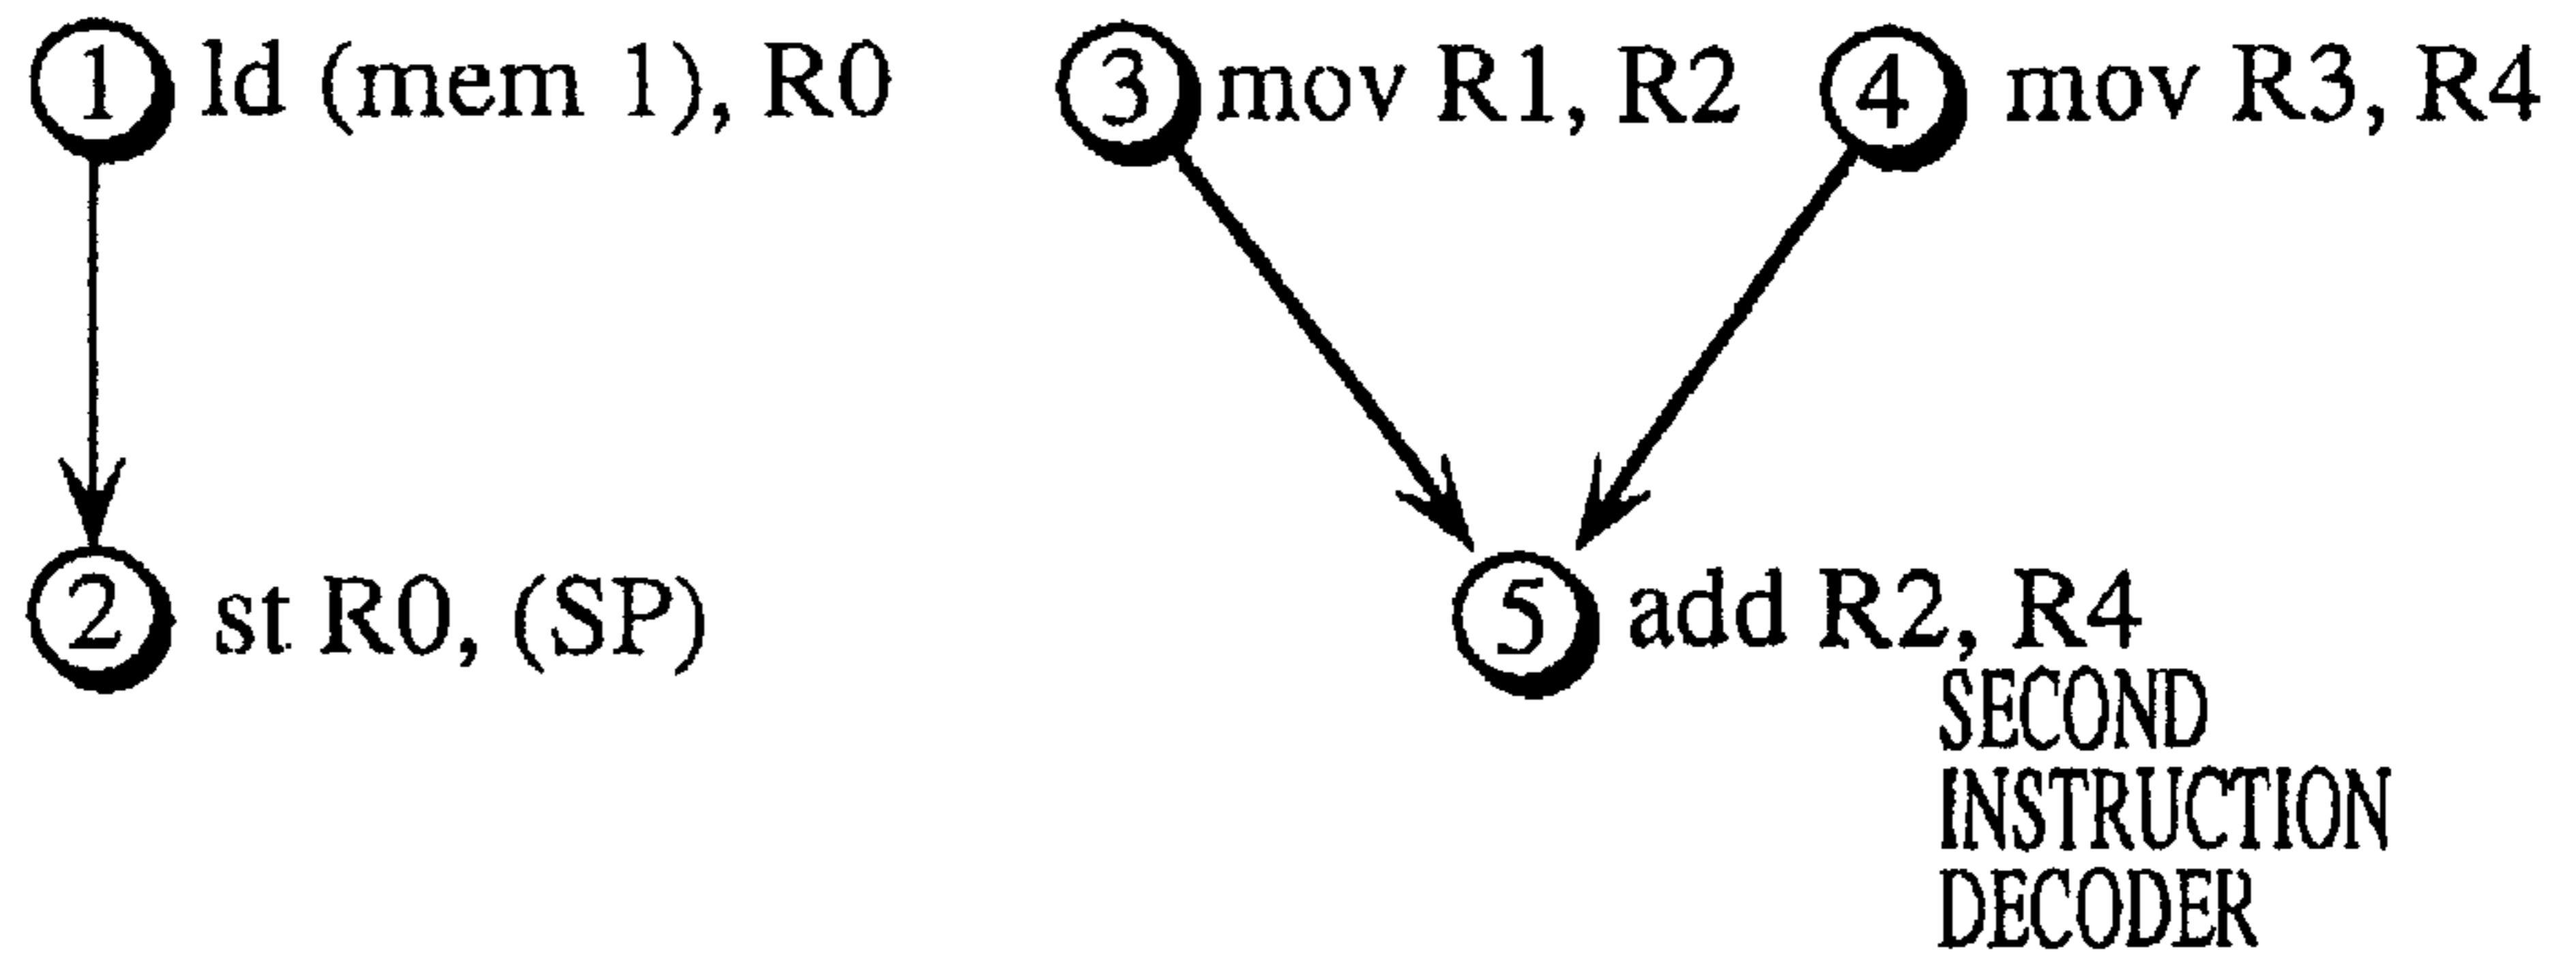 ① ld (mem 1), R0 ③ mov R1, R2 ④ mov R3, R4
② st R0, (SP) ⑤ add R2, R4
SECOND
INSTRUCTION
DECODER